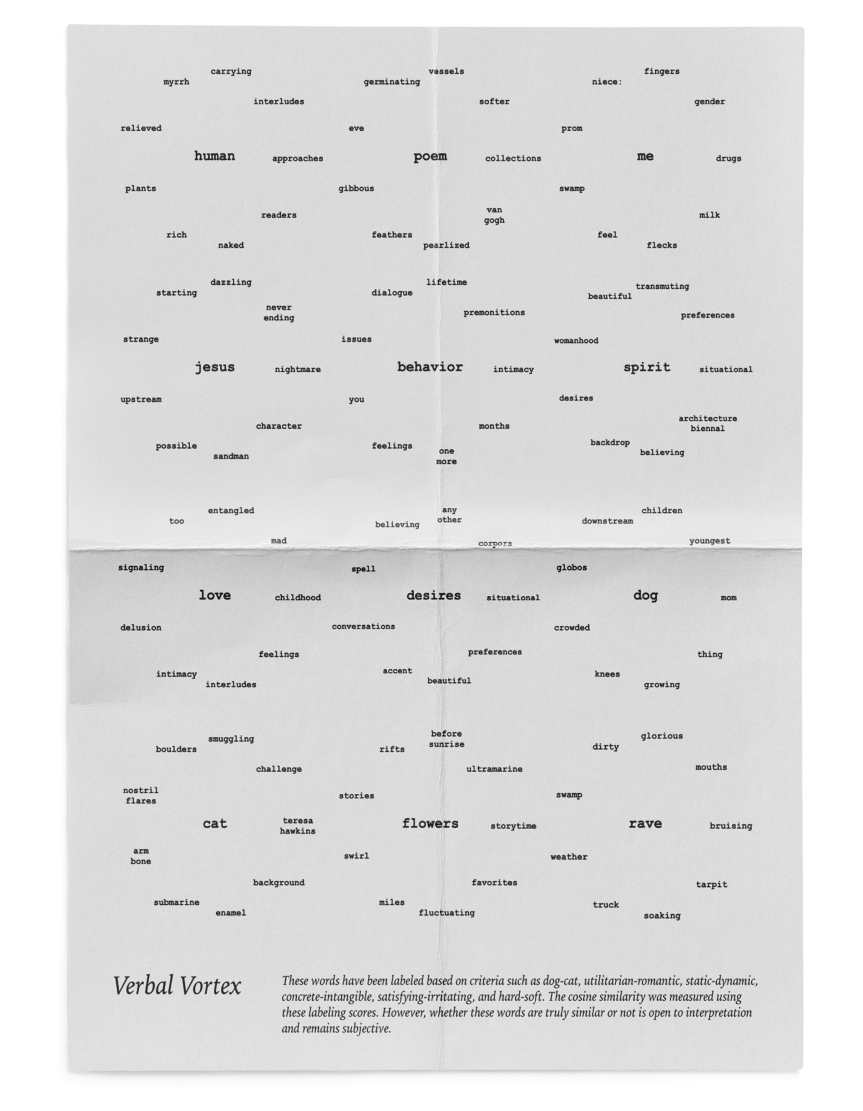 carrying vessels fingers
myrrh germinating niece:
interludes softer gender
relieved eve prom
human approaches poem collections me drugs
plants gibbous swamp
readers van gogh milk
rich feathers feel
naked pearlized flecks
dazzling lifetime transmuting
starting dialogue beautiful
never ending premonitions preferences
strange issues womanhood
jesus nightmare behavior intimacy spirit situational
upstream you desires
character months architecture biennal
possible feelings backdrop
sandman one more believing
entangled any other children
too believing downstream
mad corpora youngest
signaling spell globos
love childhood desires situational dog mom
delusion conversations crowded
feelings preferences thing
intimacy accent knees
interludes beautiful growing
smuggling before sunrise glorious
boulders rifts dirty
challenge ultramarine mouths
nostril flares stories swamp
cat teresa hawkins flowers storytime rave bruising
arm bone swirl weather
background favorites tarpit
submarine miles truck
enamel fluctuating soaking
Verbal Vortex
These words have been labeled based on criteria such as dog-cat, utilitarian-romantic, static-dynamic,
concrete-intangible, satisfying-irritating, and hard-soft. The cosine similarity was measured using
these labeling scores. However, whether these words are truly similar or not is open to interpretation
and remains subjective.